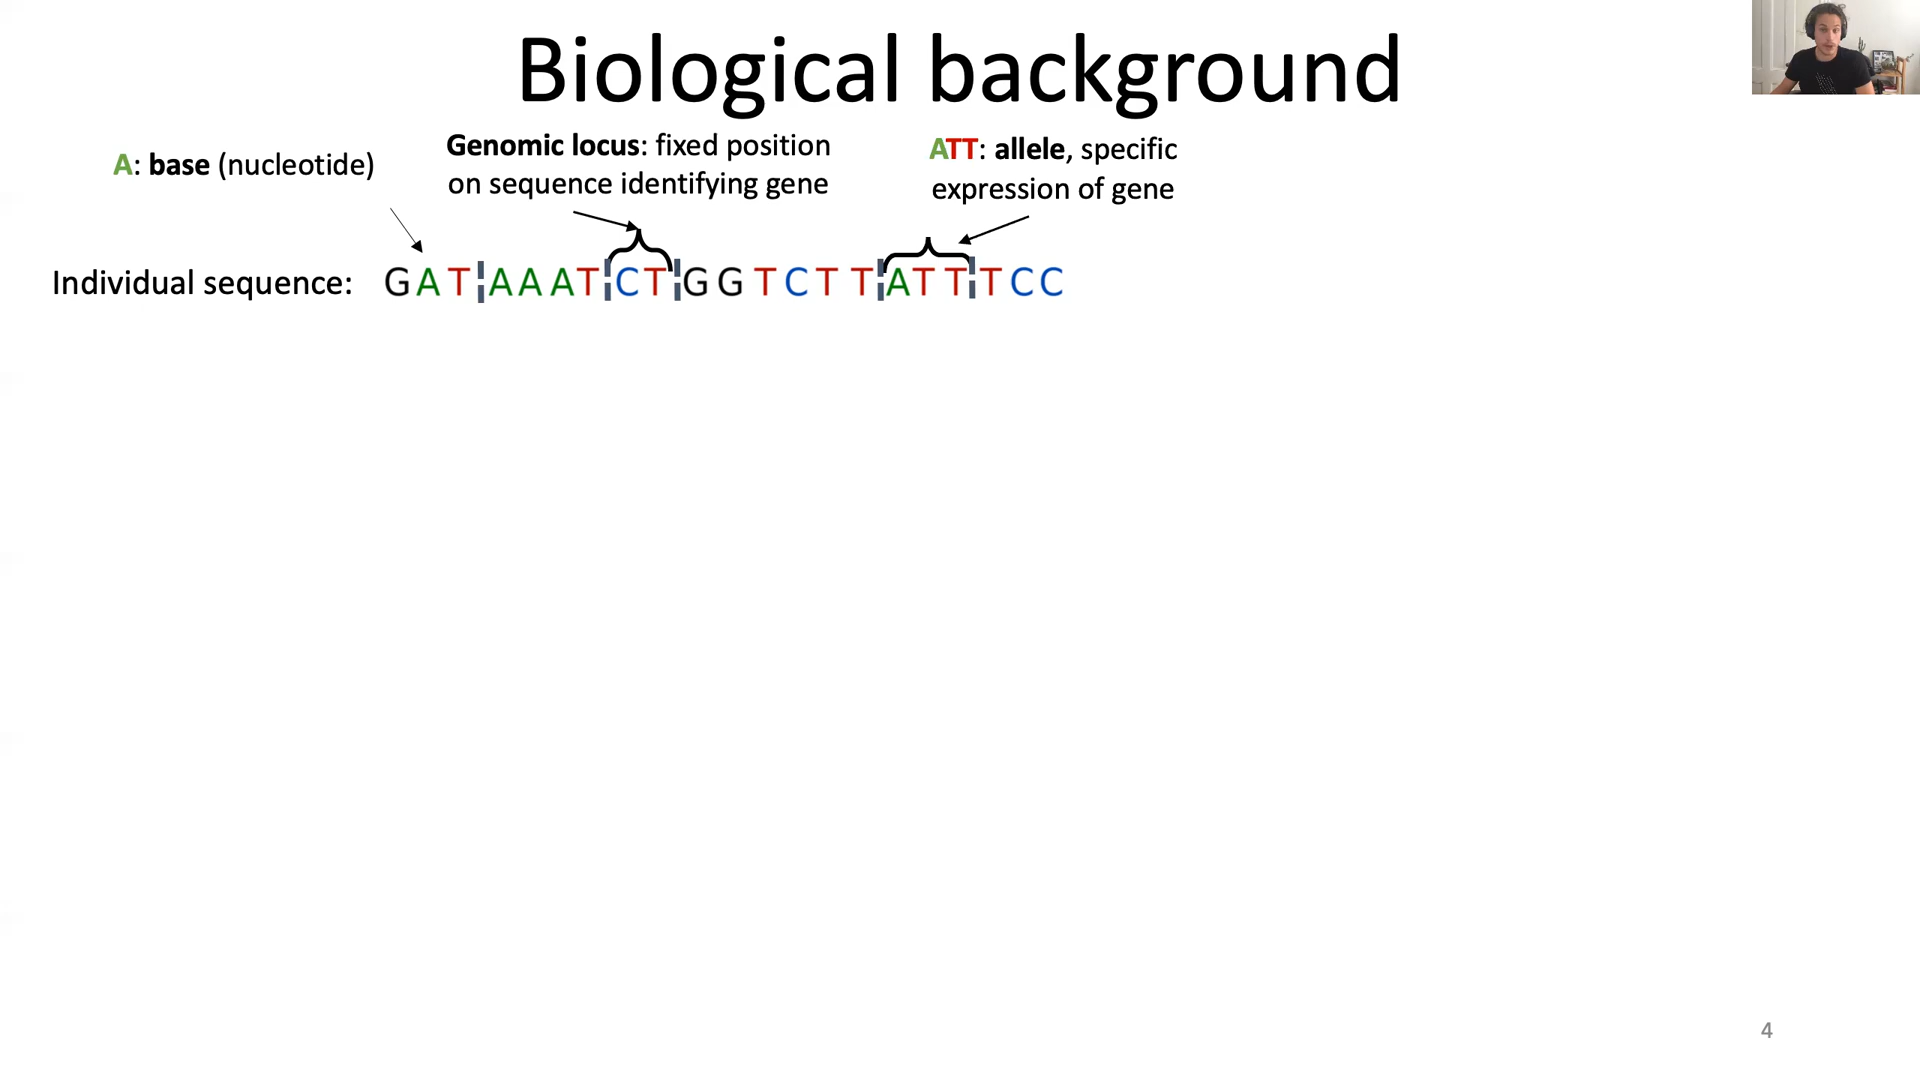 Biological background
A: base (nucleotide)
Genomic locus: fixed position
on sequence identifying gene
ATT: allele, specific
expression of gene
Individual sequence: G A T ¦ A A A T ¦ C T ¦ G G T C T T ¦ A T T ¦ T C C
4